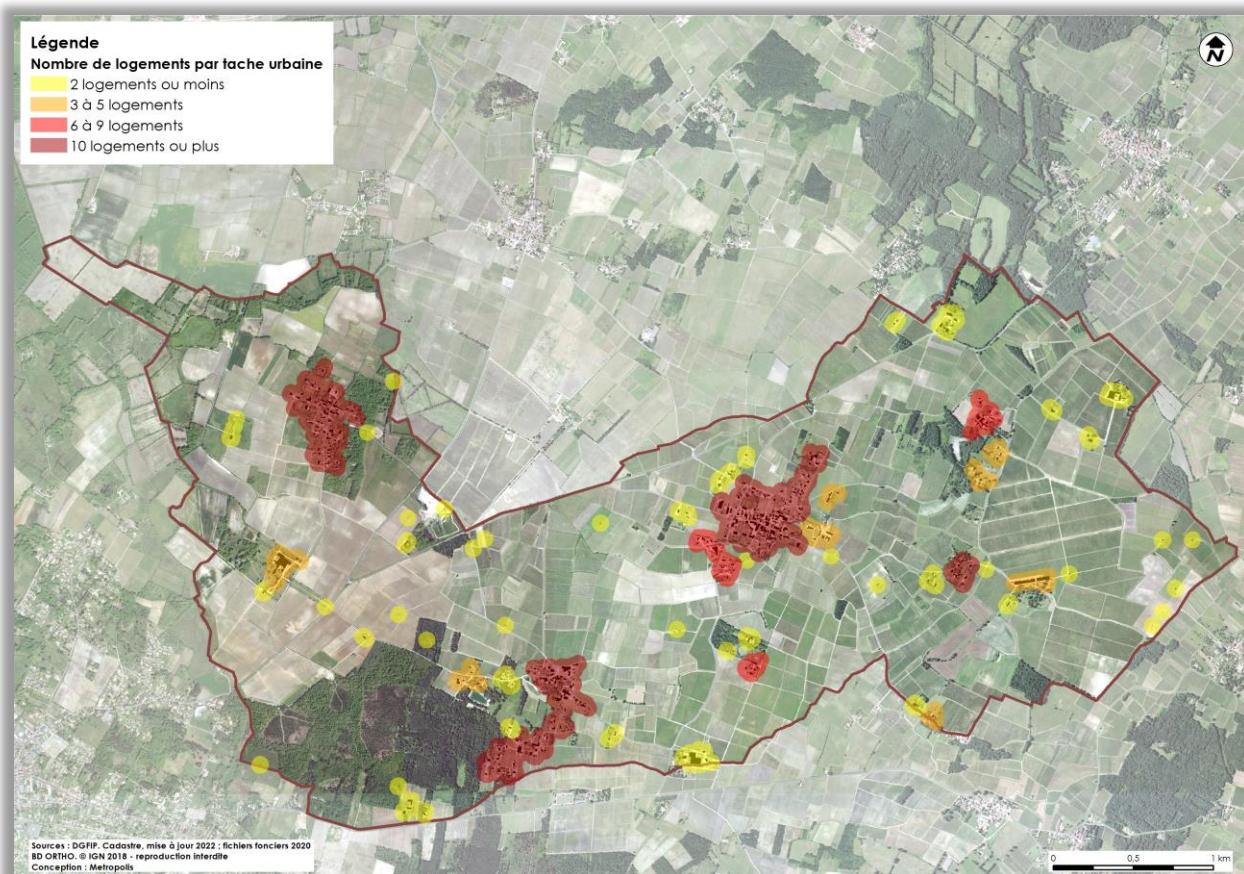 Légende
Nombre de logements par tache urbaine
2 logements ou moins
3 à 5 logements
6 à 9 logements
10 logements ou plus
N
Sources : DGFIP. Cadastre, mise à jour 2022 ; fichiers fonciers 2020
BD ORTHO. © IGN 2018 - reproduction interdite
Conception : Metropolis
0 0,5 1 km